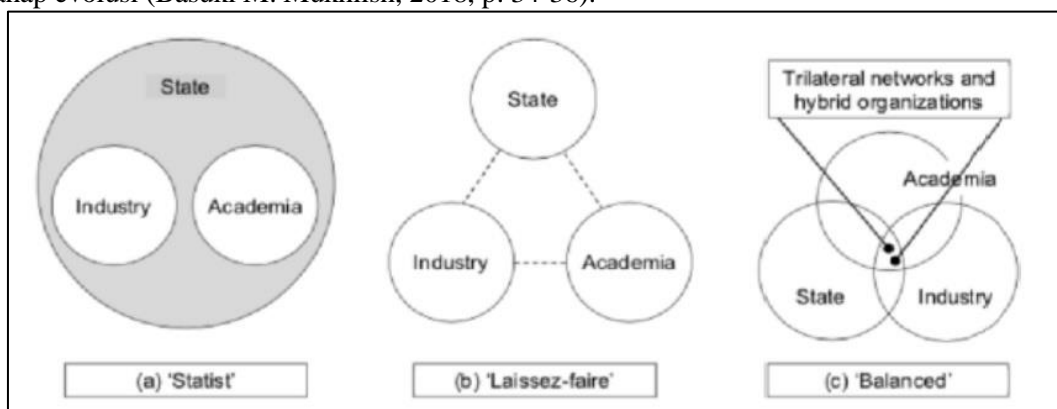 State
Industry
Academia
(a) 'Statist'
State
Industry
Academia
(b) 'Laissez-faire'
Trilateral networks and
hybrid organizations
Academia
State
Industry
(c) 'Balanced'